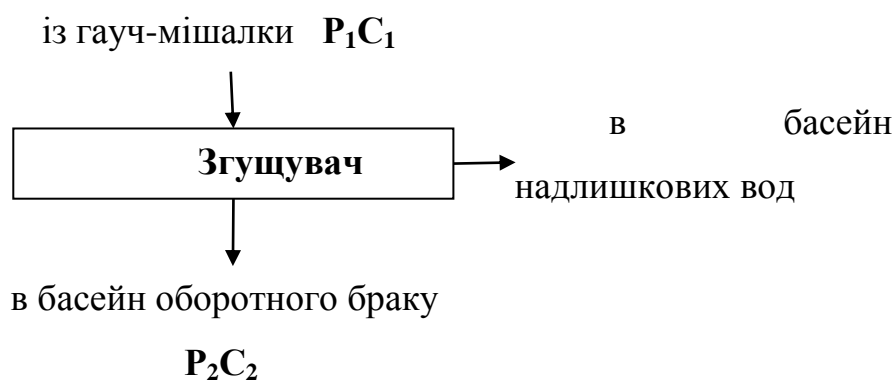 із гауч-мішалки P₁C₁
в басейн
Згущувач
надлишкових вод
в басейн оборотного браку
P₂C₂